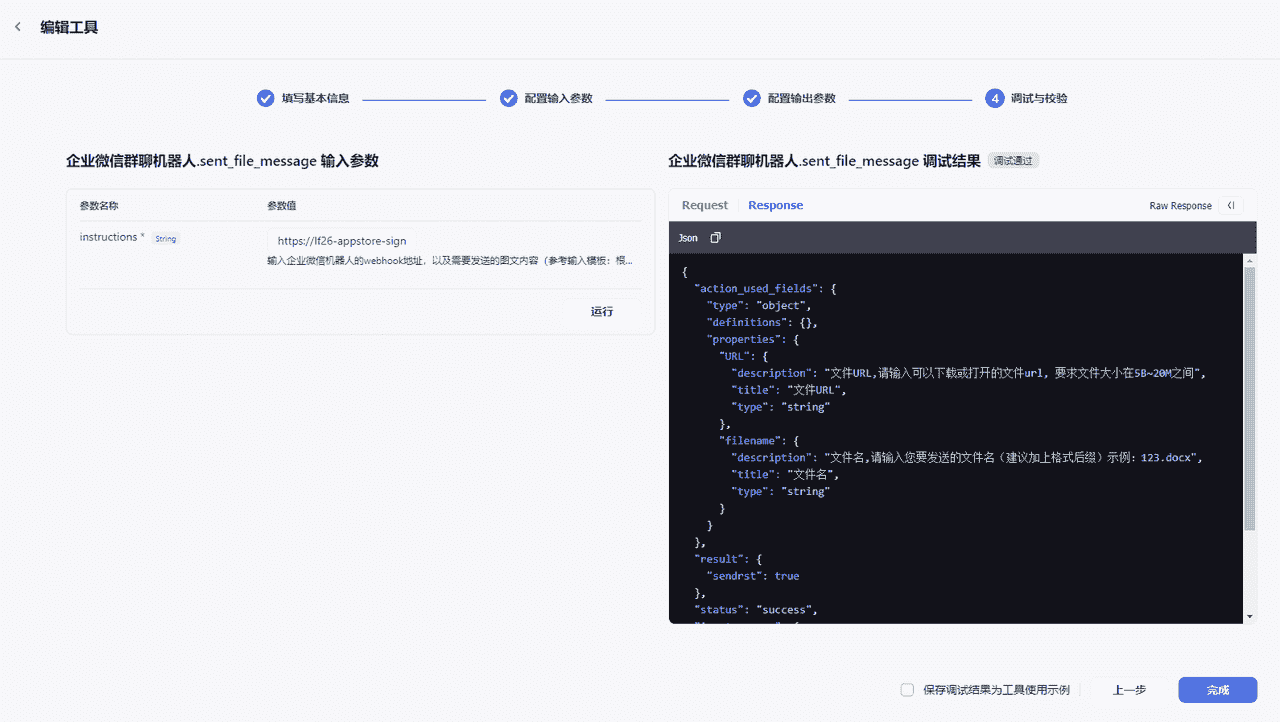 编辑工具
填写基本信息
配置输入参数
配置输出参数
4 调试与校验
企业微信群聊机器人.sent_file_message 输入参数
参数名称 参数值
instructions * String
https://lf26-appstore-sign
输入企业微信机器人的webhook地址，以及需要发送的图文内容（参考输入模板：根...
运行
企业微信群聊机器人.sent_file_message 调试结果 调试通过
Request Response Raw Response
Json
{
"action_used_fields": {
"type": "object",
"definitions": {},
"properties": {
"URL": {
"description": "文件URL,请输入可以下载或打开的文件url, 要求文件大小在5B~20M之间",
"title": "文件URL",
"type": "string"
},
"filename": {
"description": "文件名,请输入您要发送的文件名（建议加上格式后缀）示例: 123.docx",
"title": "文件名",
"type": "string"
}
}
},
"result": {
"sendrst": true
},
"status": "success",
保存调试结果为工具使用示例
上一步
完成